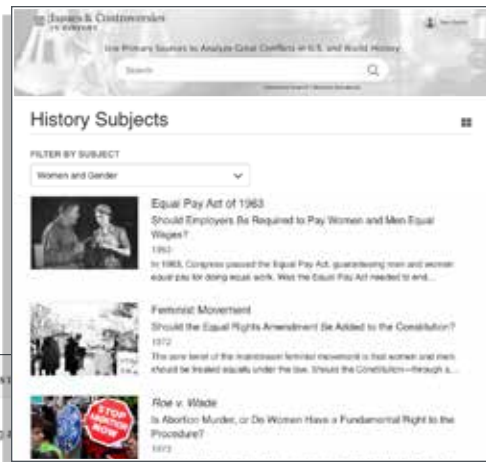 Issues & Controversies
IN HISTORY
Use Primary Sources to Analyze Great Conflicts in U.S. and World History
Search
History Subjects
FILTER BY SUBJECT
Women and Gender
Equal Pay Act of 1963
Should Employers Be Required to Pay Women and Men Equal
Wages?
1963
In 1963, Congress passed the Equal Pay Act, guaranteeing men and women
equal pay for doing equal work. Was the Equal Pay Act needed to end...
Feminist Movement
Should the Equal Rights Amendment Be Added to the Constitution?
1972
The core tenet of the mainstream feminist movement is that women and men
should be treated equally under the law. Should the Constitution—through a...
Roe v. Wade
Is Abortion Murder, or Do Women Have a Fundamental Right to the
Procedure?
1973
STOP
ABORTION
NOW